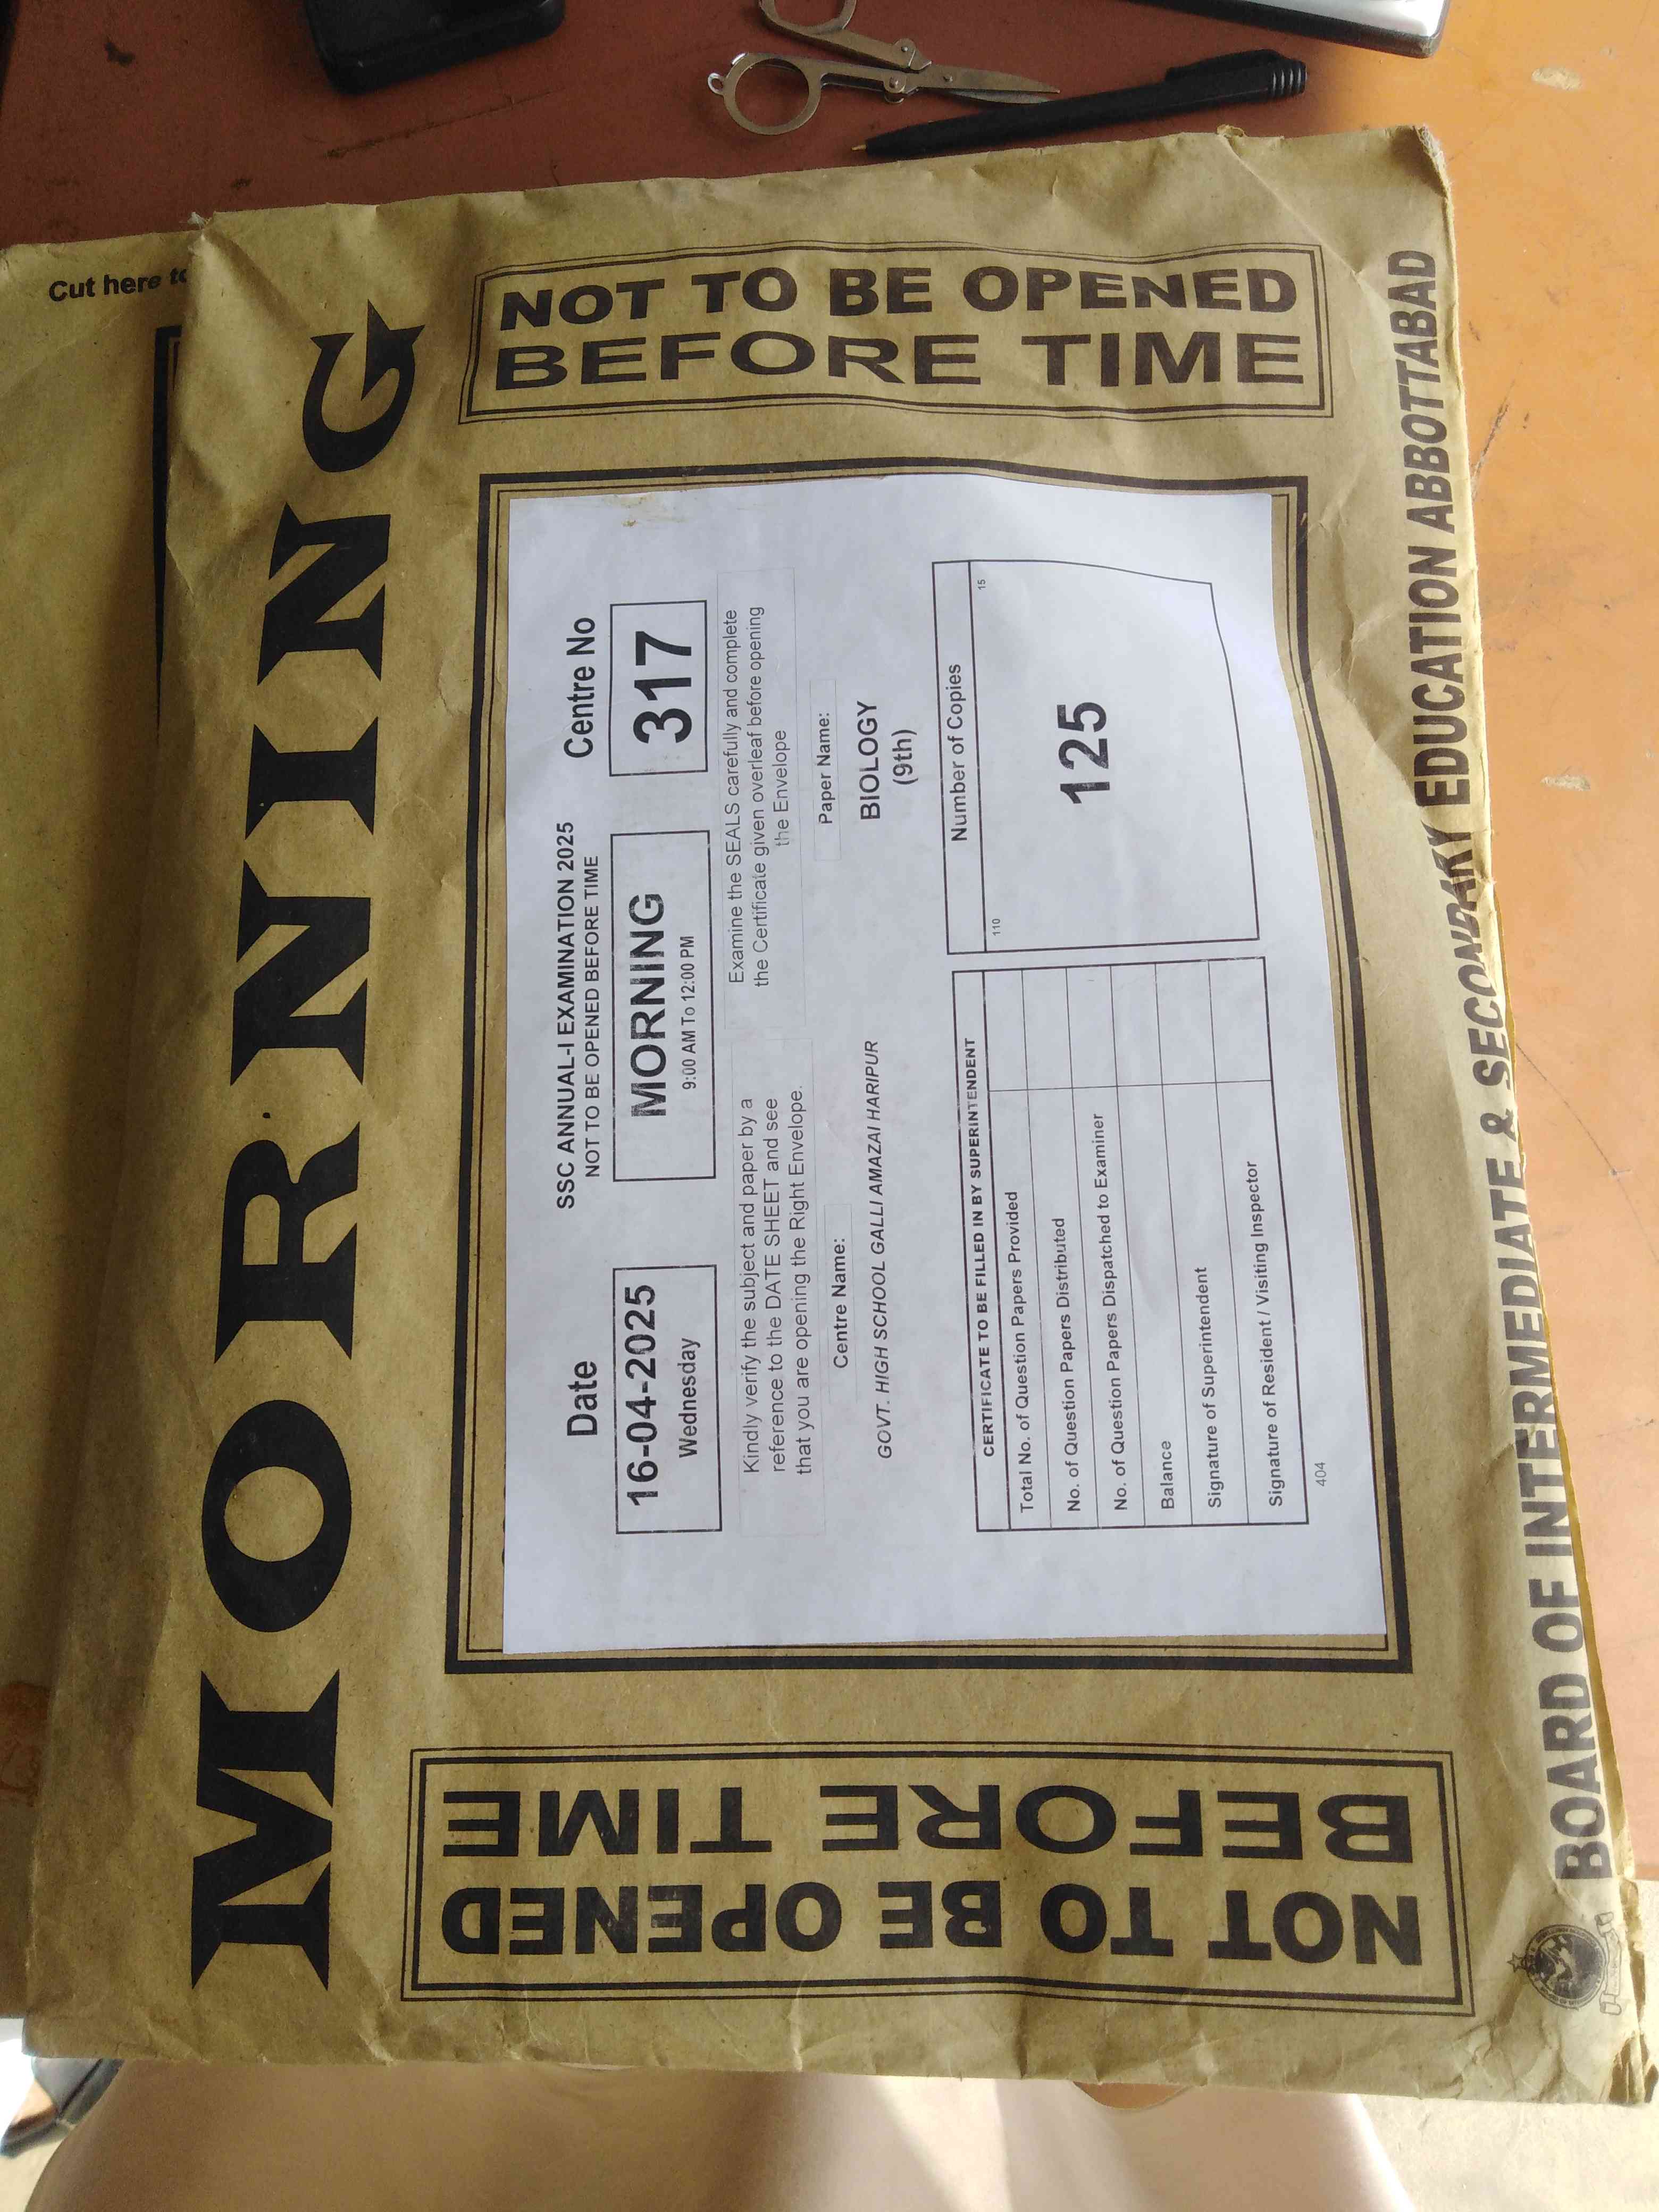 Cut here to
MORNING
NOT TO BE OPENED
BEFORE TIME
SSC ANNUAL-I EXAMINATION 2025
NOT TO BE OPENED BEFORE TIME
Date
16-04-2025
Wednesday
MORNING
9:00 AM To 12:00 PM
Centre No
317
Kindly verify the subject and paper by a
reference to the DATE SHEET and see
that you are opening the Right Envelope.
Examine the SEALS carefully and complete
the Certificate given overleaf before opening
the Envelope
Centre Name:
GOVT. HIGH SCHOOL GALLI AMAZAI HARIPUR
Paper Name:
BIOLOGY
(9th)
CERTIFICATE TO BE FILLED IN BY SUPERINTENDENT
Total No. of Question Papers Provided
No. of Question Papers Distributed
No. of Question Papers Dispatched to Examiner
Balance
Signature of Superintendent
Signature of Resident / Visiting Inspector
404
Number of Copies
110
15
125
NOT TO BE OPENED
BEFORE TIME
BOARD OF INTERMEDIATE & SECONDARY EDUCATION ABBOTTABAD